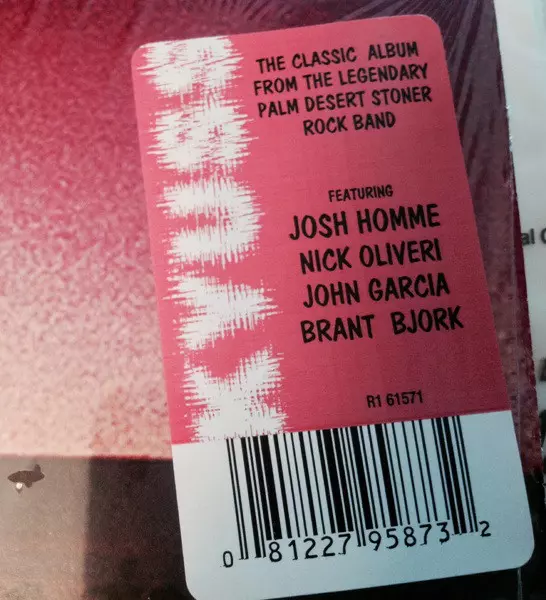 KYUSS
THE CLASSIC ALBUM
FROM THE LEGENDARY
PALM DESERT STONER
ROCK BAND
FEATURING
JOSH HOMME
NICK OLIVERI
JOHN GARCIA
BRANT BJORK
R1 61571
0 81227 95873 2